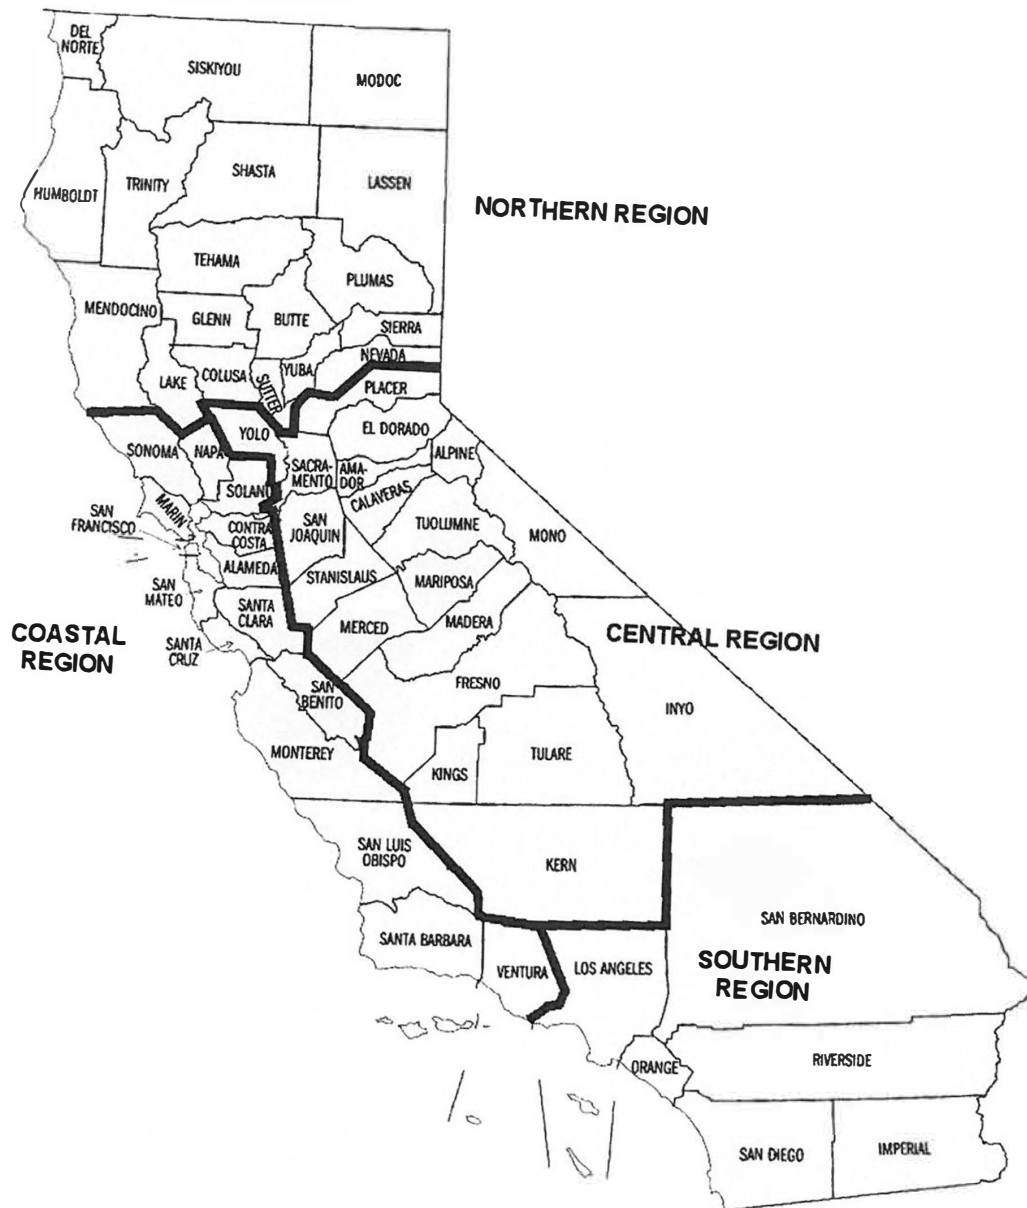 DEL
NORTE
SISKIYOU
MODOC
HUMBOLDT
TRINITY
SHASTA
LASSEN
NORTHERN REGION
TEHAMA
PLUMAS
MENDOCINO
GLENN
BUTTE
SIERRA
NEVADA
YUBA
LAKE
COLUSA
SUTTER
PLACER
YOLO
EL DORADO
SONOMA
NAPA
SACRA-
MENTO
AMA-
DOR
ALPINE
SOLANO
CALAVERAS
MARIN
SAN
FRANCISCO
CONTRA
COSTA
SAN
JOAQUIN
TUOLUMNE
MONO
ALAMEDA
STANISLAUS
MARIPOSA
SAN
MATEO
SANTA
CLARA
MERCED
MADERA
COASTAL
REGION
SANTA
CRUZ
CENTRAL REGION
SAN
BENITO
FRESNO
INYO
MONTEREY
KINGS
TULARE
SAN LUIS
OBISPO
KERN
SAN BERNARDINO
SANTA BARBARA
VENTURA
LOS ANGELES
SOUTHERN
REGION
ORANGE
RIVERSIDE
SAN DIEGO
IMPERIAL